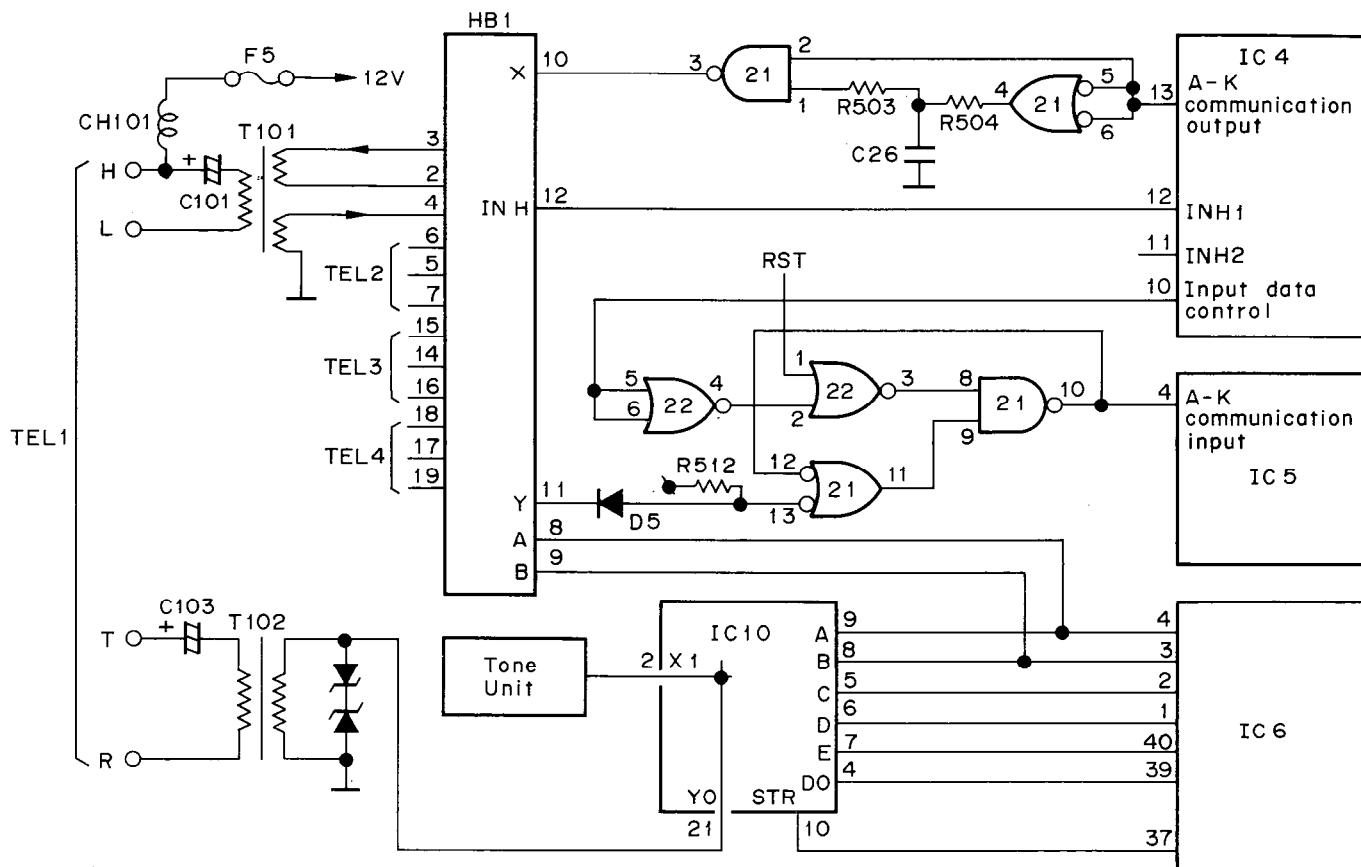 HB1
F5
12V
CH101
T101
H
+
C101
L
X
10
3
21
2
1
R503
4
R504
C26
21
5
6
13
IC4
A-K
communication
output
3
2
4
INH
12
12
INH1
11
INH2
10
Input data
control
6
TEL2
5
7
15
TEL3
14
16
18
TEL4
17
19
TEL1
RST
5
6
22
4
1
2
22
3
8
9
21
10
4
A-K
communication
input
IC5
R512
12
13
21
11
Y
11
D5
A
8
B
9
C103
+
T
T102
R
Tone
Unit
IC10
2
X1
A
9
4
B
8
3
C
5
2
D
6
1
E
7
40
DO
4
39
IC6
YO
STR
21
10
37